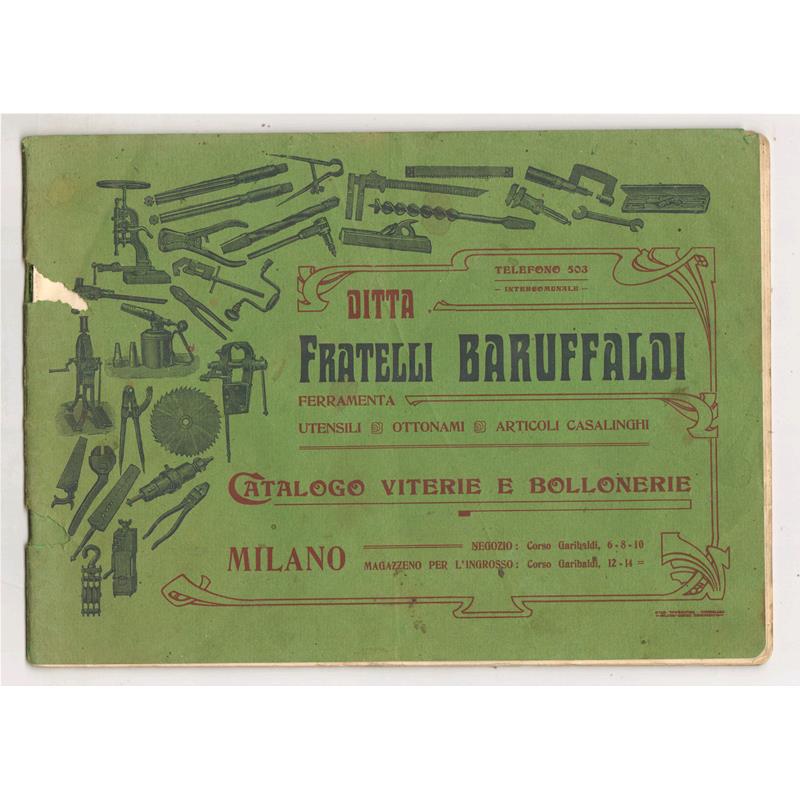 TELEFONO 503
— INTERCOMUNALE —
DITTA
FRATELLI BARUFFALDI
FERRAMENTA
UTENSILI OTTONAMI ARTICOLI CASALINGHI
CATALOGO VITERIE E BOLLONERIE
MILANO
NEGOZIO: Corso Garibaldi, 6-8-10
MAGAZZENO PER L'INGROSSO: Corso Garibaldi, 12-14 =